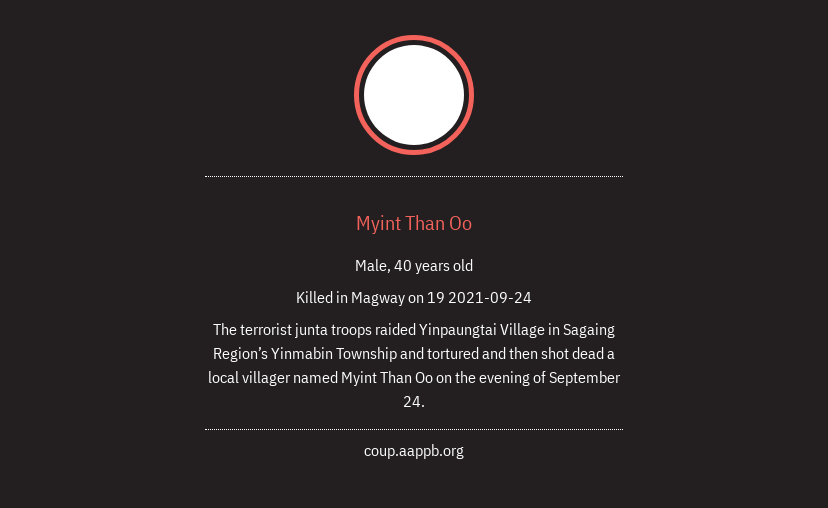 Myint Than Oo
Male, 40 years old
Killed in Magway on 19 2021-09-24
The terrorist junta troops raided Yinpaungtai Village in Sagaing
Region’s Yinmabin Township and tortured and then shot dead a
local villager named Myint Than Oo on the evening of September
24.
coup.aappb.org